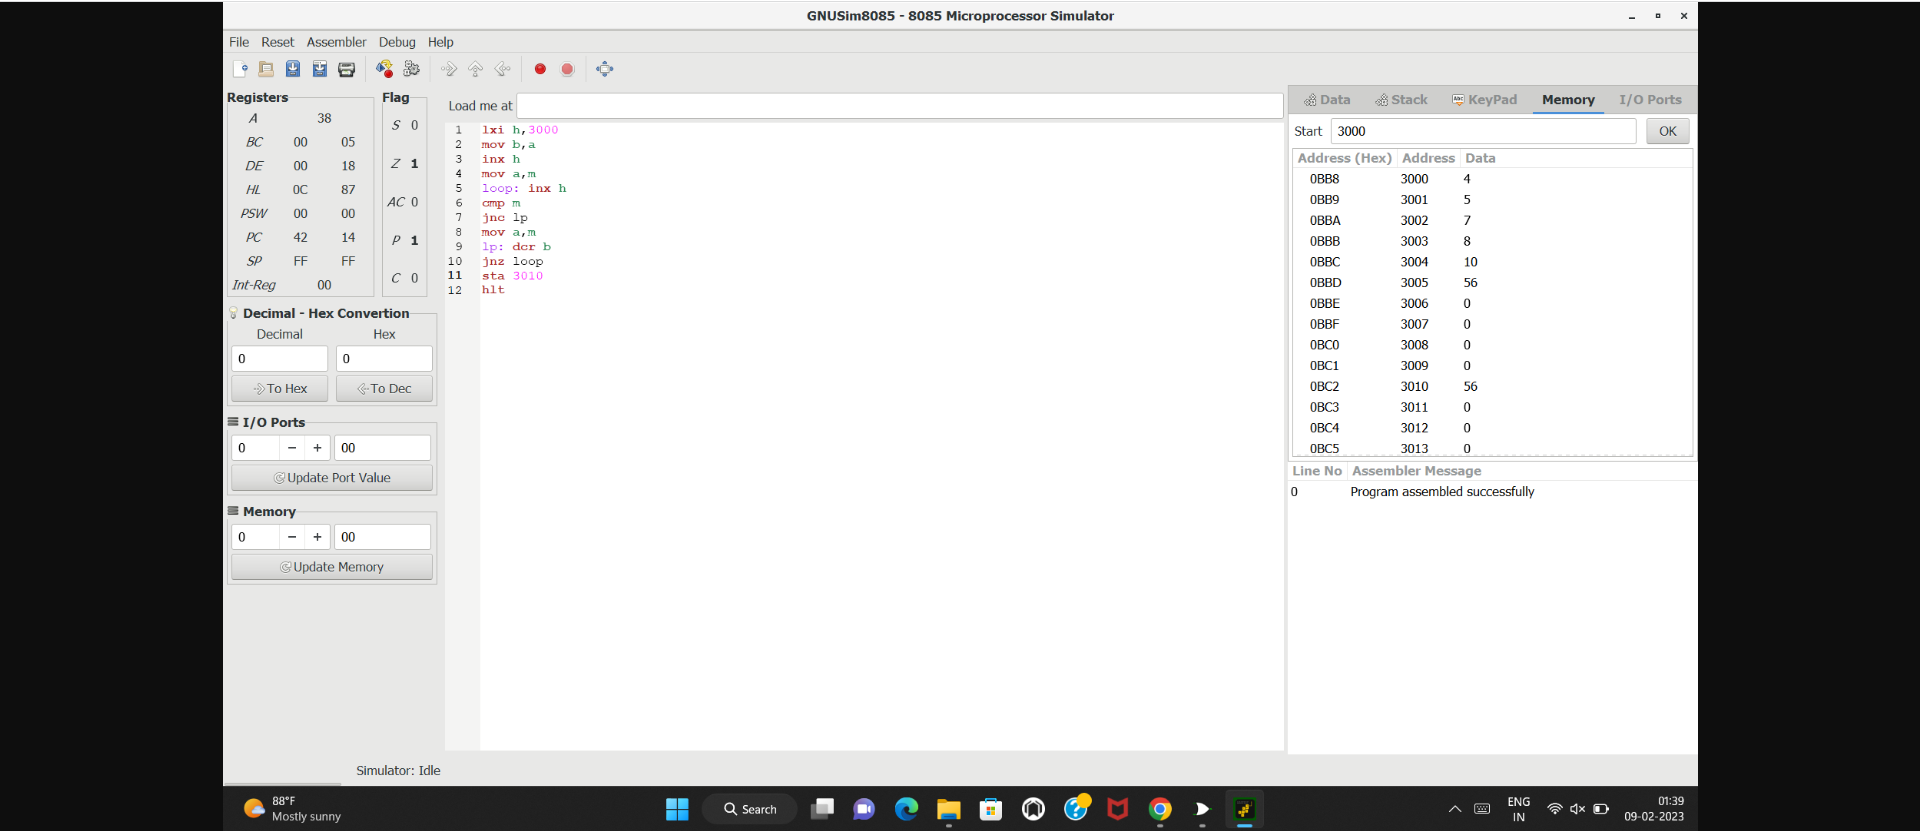 GNUSim8085 - 8085 Microprocessor Simulator
File Reset Assembler Debug Help
Registers
A 38
BC 00 05
DE 00 18
HL 0C 87
PSW 00 00
PC 42 14
SP FF FF
Int-Reg 00
Flag
S 0
Z 1
AC 0
P 1
C 0
Decimal - Hex Convertion
Decimal Hex
0 0
To Hex To Dec
I/O Ports
0 − + 00
Update Port Value
Memory
0 − + 00
Update Memory
Load me at
1 lxi h,3000
2 mov b,a
3 inx h
4 mov a,m
5 loop: inx h
6 cmp m
7 jnc lp
8 mov a,m
9 lp: dcr b
10 jnz loop
11 sta 3010
12 hlt
Data Stack KeyPad Memory I/O Ports
Start 3000 OK
Address (Hex) Address Data
0BB8 3000 4
0BB9 3001 5
0BBA 3002 7
0BBB 3003 8
0BBC 3004 10
0BBD 3005 56
0BBE 3006 0
0BBF 3007 0
0BC0 3008 0
0BC1 3009 0
0BC2 3010 56
0BC3 3011 0
0BC4 3012 0
0BC5 3013 0
Line No Assembler Message
0 Program assembled successfully
Simulator: Idle
88°F
Mostly sunny
Search
ENG
IN
01:39
09-02-2023